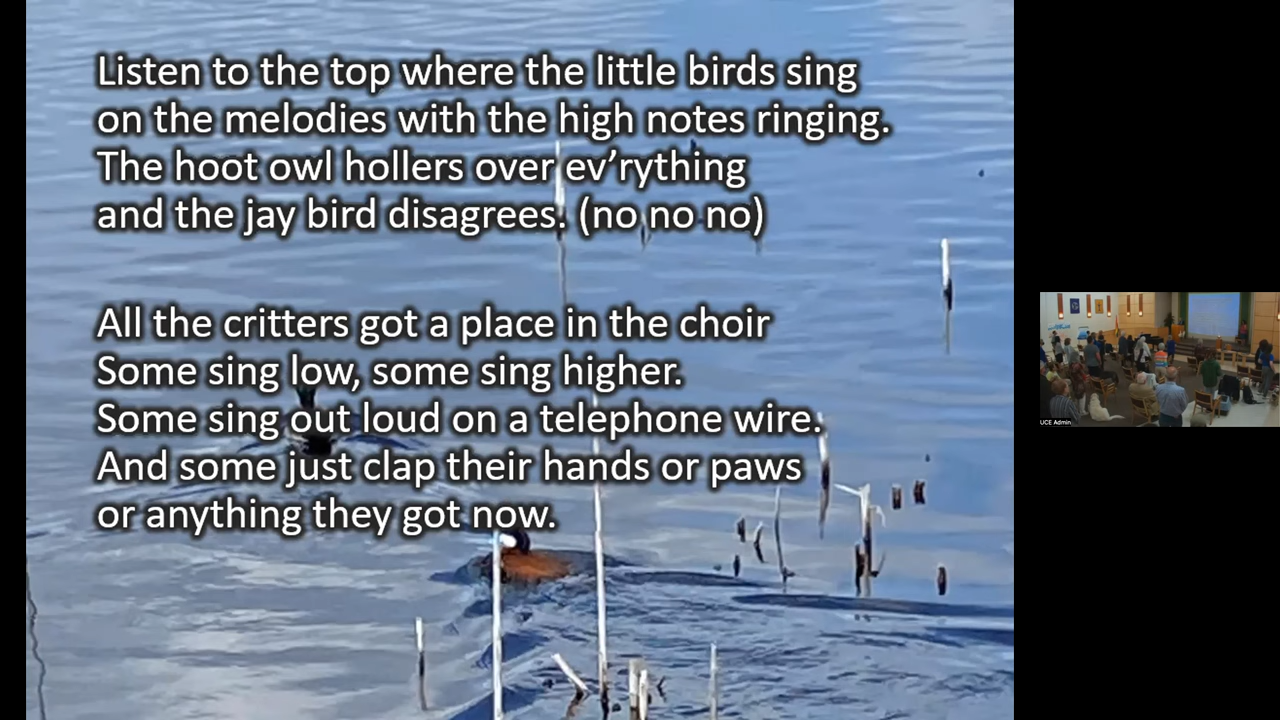 Listen to the top where the little birds sing
on the melodies with the high notes ringing.
The hoot owl hollers over ev’rything
and the jay bird disagrees. (no no no)
All the critters got a place in the choir
Some sing low, some sing higher.
Some sing out loud on a telephone wire.
And some just clap their hands or paws
or anything they got now.
UCE Admin